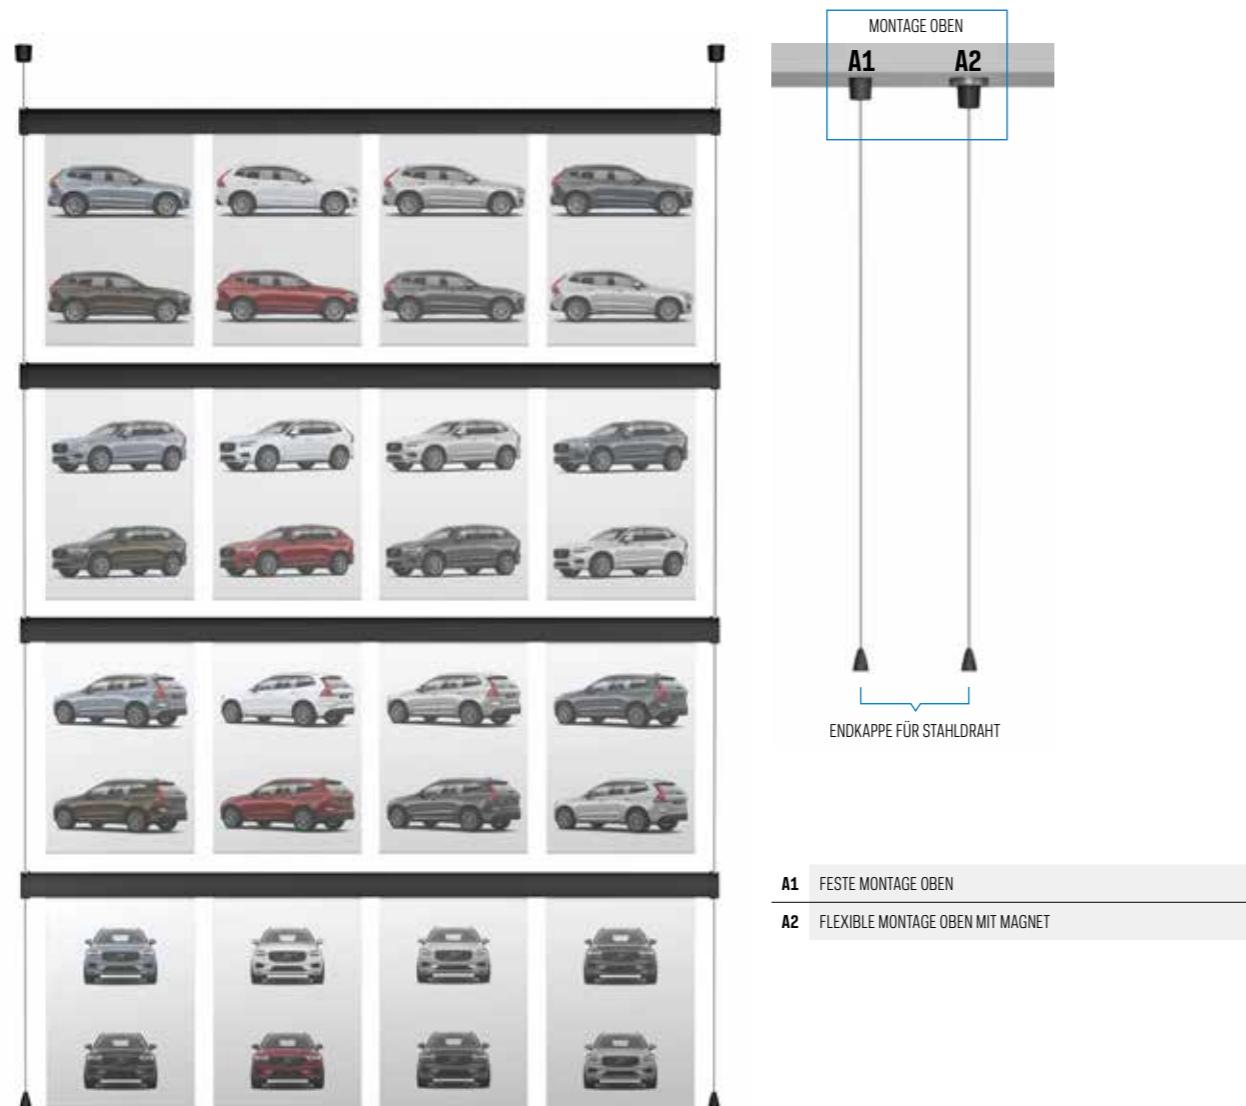 MONTAGE OBEN
A1 A2
ENDKAPPE FÜR STAHLDRAHT
A1 FESTE MONTAGE OBEN
A2 FLEXIBLE MONTAGE OBEN MIT MAGNET